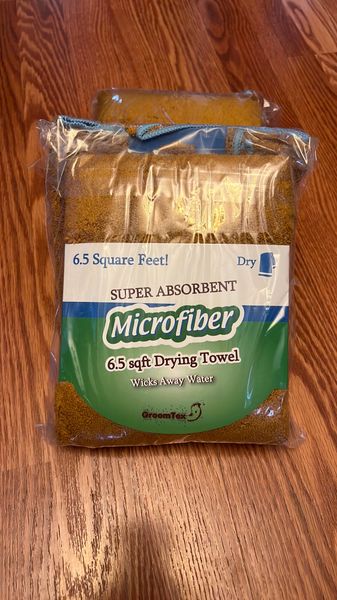 6.5 Square Feet!
Dry
SUPER ABSORBENT
Microfiber
6.5 sqft Drying Towel
Wicks Away Water
GroomTex